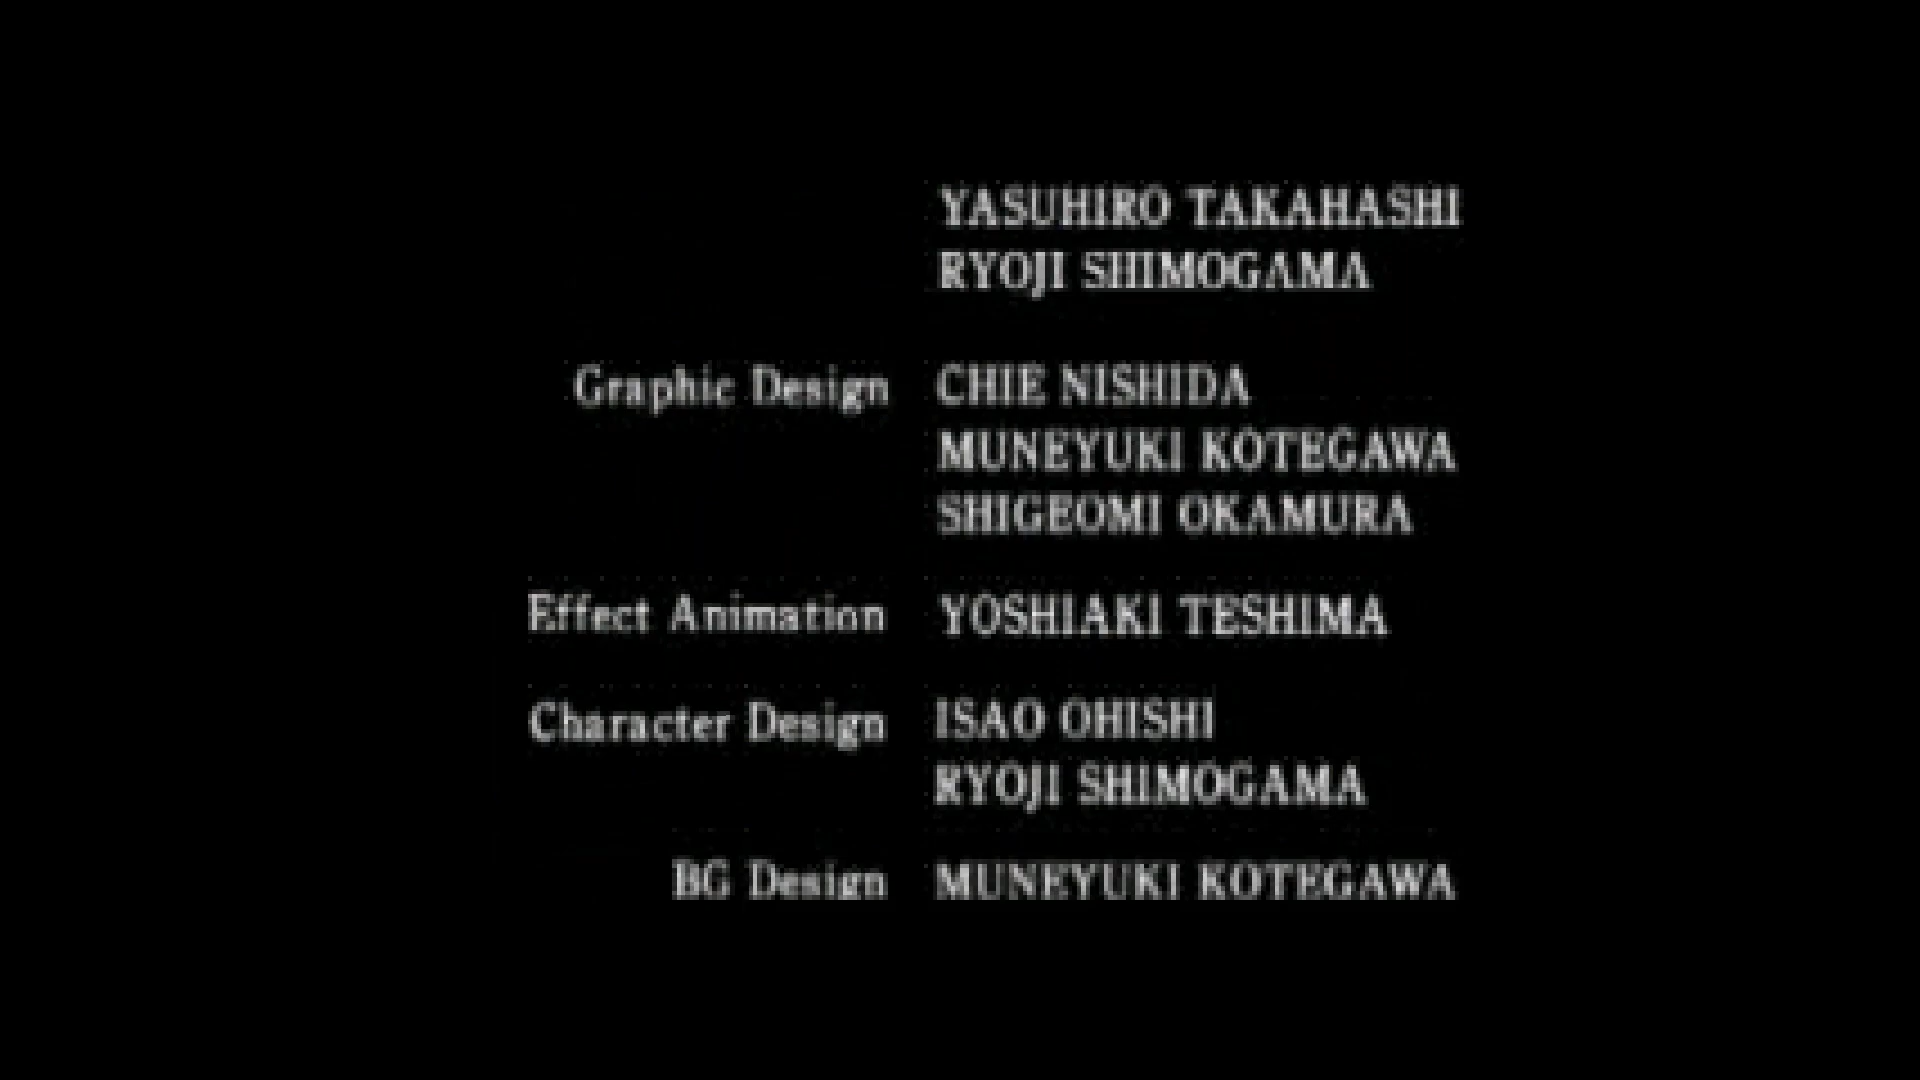 YASUHIRO TAKAHASHI
RYOJI SHIMOGAMA
Graphic Design CHIE NISHIDA
MUNEYUKI KOTEGAWA
SHIGEOMI OKAMURA
Effect Animation YOSHIAKI TESHIMA
Character Design ISAO OHISHI
RYOJI SHIMOGAMA
BG Design MUNEYUKI KOTEGAWA